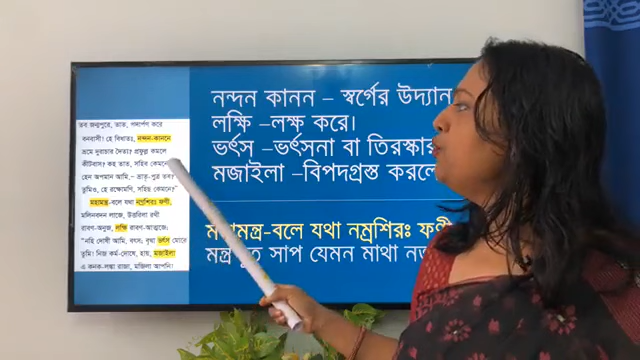 তব জন্মপুরে, তাত, পদার্পণ করে
বনবাসী! হে বিধাতঃ, নন্দন-কাননে
ভ্রমে দুরাচার দৈত্য? প্রফুল্ল কমলে
কীটবাস? কহ তাত, সহিব কেমনে
হেন অপমান আমি,- ভ্রাতৃ-পুত্র তব?
তুমিও, হে রক্ষোমণি, সহিছ কেমনে?"
মহামন্ত্র-বলে যথা নম্রশিরঃ ফণী,
মলিনবদন লাজে, উত্তরিলা রথী
রাবণ-অনুজ, লক্ষি রাবণ-আত্মজে:
"নহি দোষী আমি, বৎস; বৃথা ভর্ৎস মোরে
তুমি! নিজ কর্ম-দোষে, হায়, মজাইলা
এ কনক-লঙ্কা রাজা, মজিলা আপনি!
নন্দন কানন – স্বর্গের উদ্যান
লক্ষি –লক্ষ করে।
ভর্ৎস –ভর্ৎসনা বা তিরস্কার
মজাইলা –বিপদগ্রস্ত করলে
মহামন্ত্র-বলে যথা নম্রশিরঃ ফণী
মন্ত্র সাপ যেমন মাথা